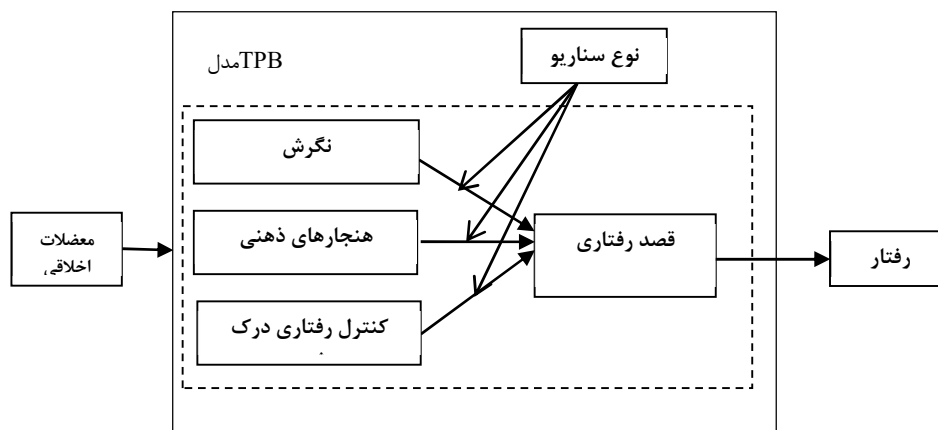 مدلTPB
نوع سناریو
نگرش
هنجارهای ذهنی
کنترل رفتاری درک
قصد رفتاری
معضلات
اخلاقی
رفتار